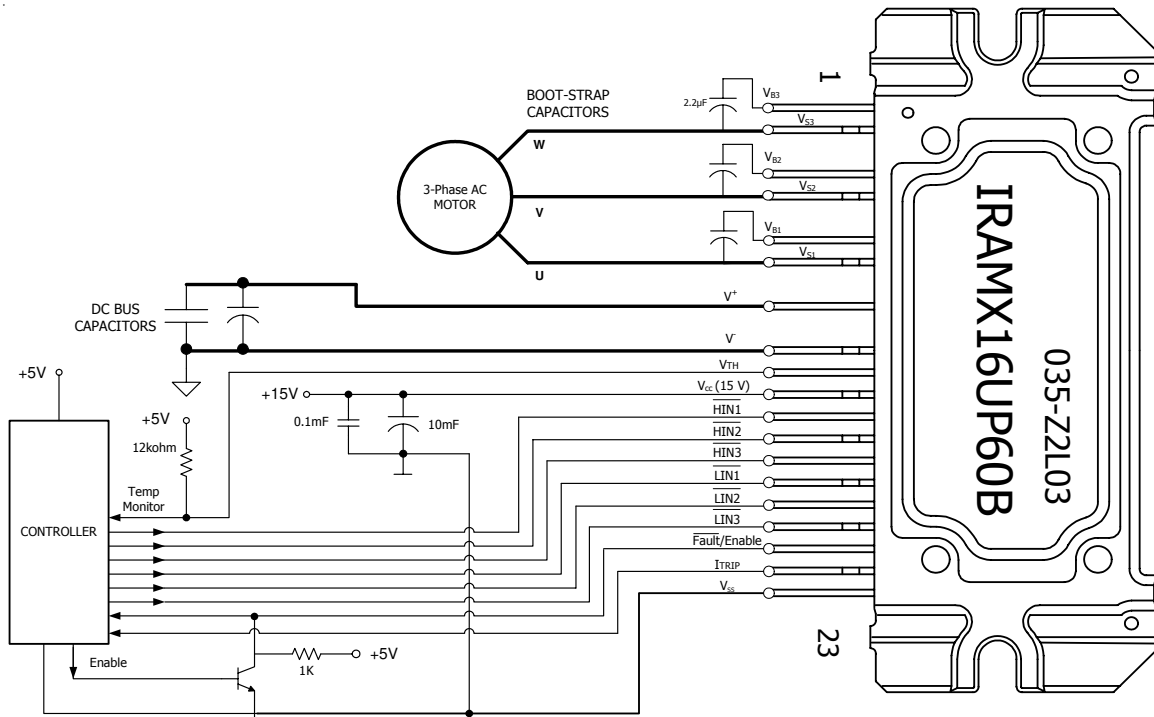 1
BOOT-STRAP
CAPACITORS
2.2µF
VB3
VS3
W
VB2
VS2
3-Phase AC
MOTOR
V
VB1
VS1
U
V+
DC BUS
CAPACITORS
V-
VTH
+5V
+15V
Vcc (15 V)
HIN1
+5V
0.1mF
10mF
HIN2
12kohm
HIN3
LIN1
Temp
Monitor
LIN2
LIN3
CONTROLLER
Fault/Enable
ITRIP
VSS
Enable
1K
+5V
23
IRAMX16UP60B
035-Z2L03